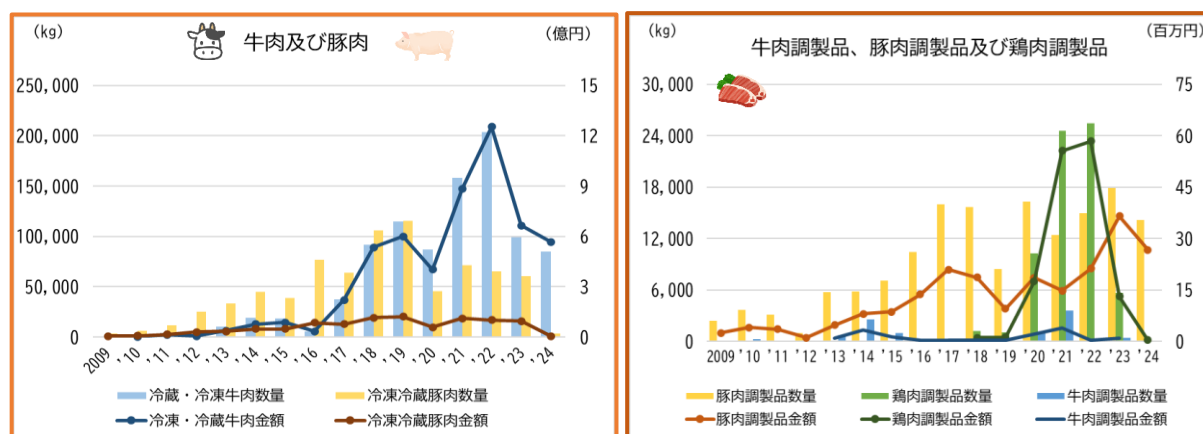 (kg)
牛肉及び豚肉
(億円)
250,000
15
200,000
12
150,000
9
100,000
6
50,000
3
0
0
2009 '10 '11 '12 '13 '14 '15 '16 '17 '18 '19 '20 '21 '22 '23 '24
冷蔵・冷凍牛肉数量
冷凍冷蔵豚肉数量
冷凍・冷蔵牛肉金額
冷凍冷蔵豚肉金額
(kg)
牛肉調製品、豚肉調製品及び鶏肉調製品
(百万円)
30,000
75
24,000
60
18,000
45
12,000
30
6,000
15
0
0
2009 '10 '11 '12 '13 '14 '15 '16 '17 '18 '19 '20 '21 '22 '23 '24
豚肉調製品数量
鶏肉調製品数量
牛肉調製品数量
豚肉調製品金額
鶏肉調製品金額
牛肉調製品金額